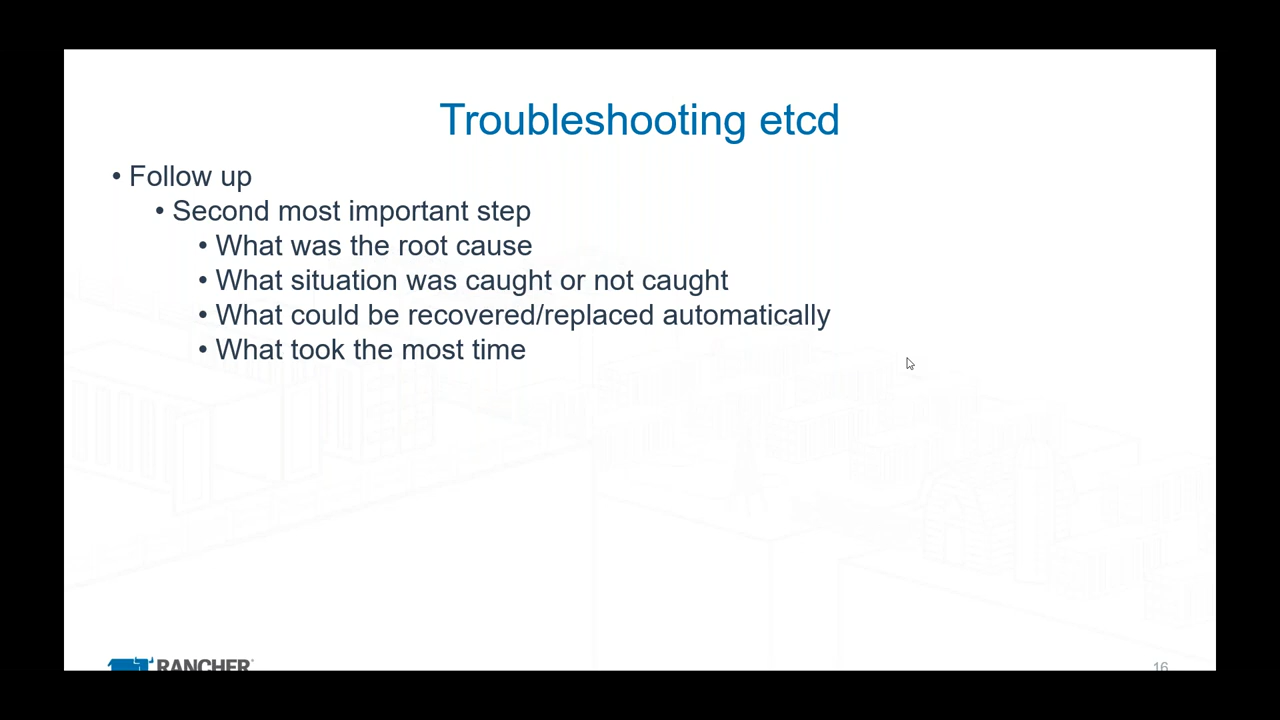 Troubleshooting etcd
• Follow up
• Second most important step
• What was the root cause
• What situation was caught or not caught
• What could be recovered/replaced automatically
• What took the most time
RANCHER
16